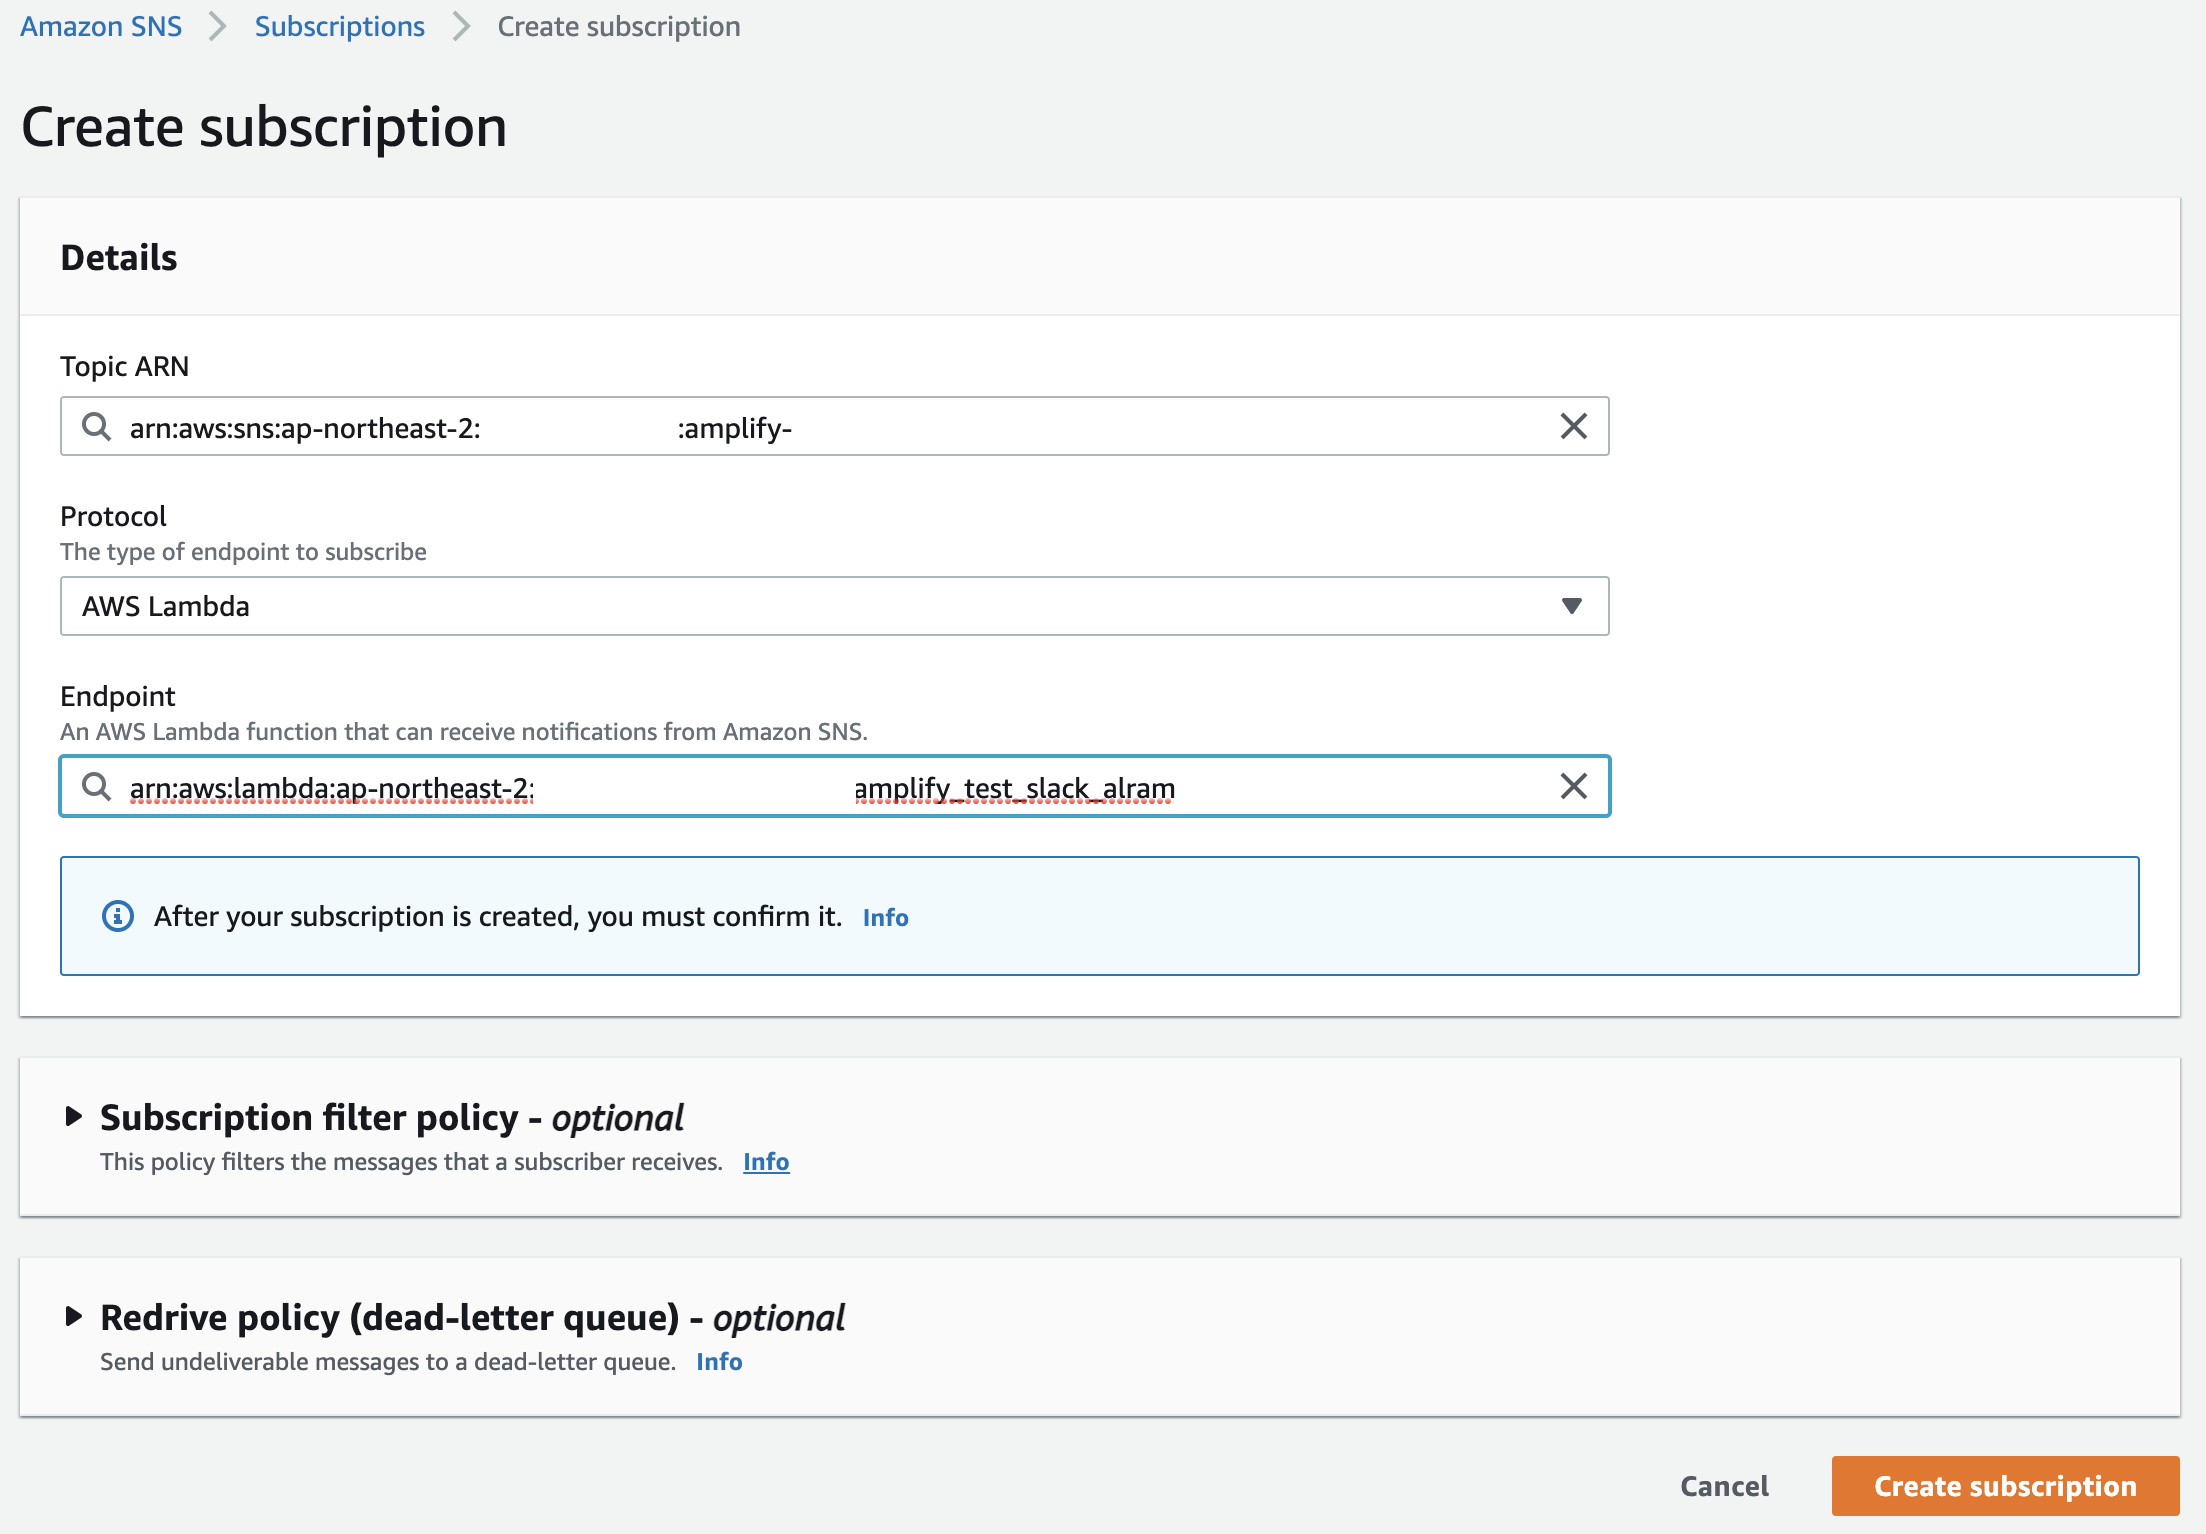 Amazon SNS > Subscriptions > Create subscription
Create subscription
Details
Topic ARN
arn:aws:sns:ap-northeast-2: :amplify-
Protocol
The type of endpoint to subscribe
AWS Lambda
Endpoint
An AWS Lambda function that can receive notifications from Amazon SNS.
arn:aws:lambda:ap-northeast-2: amplify_test_slack_alram
After your subscription is created, you must confirm it. Info
Subscription filter policy - optional
This policy filters the messages that a subscriber receives. Info
Redrive policy (dead-letter queue) - optional
Send undeliverable messages to a dead-letter queue. Info
Cancel Create subscription